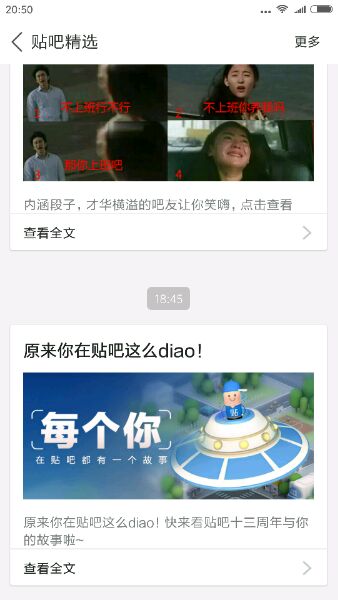 20:50
贴吧精选
更多
1
不上班行不行
2
不上班你养我吗
3
那你上班吧
4
内涵段子，才华横溢的吧友让你笑嗨，点击查看
查看全文
18:45
原来你在贴吧这么diao！
每个你
在贴吧都有一个故事
贴
原来你在贴吧这么diao！快来看贴吧十三周年与你
的故事啦~
查看全文